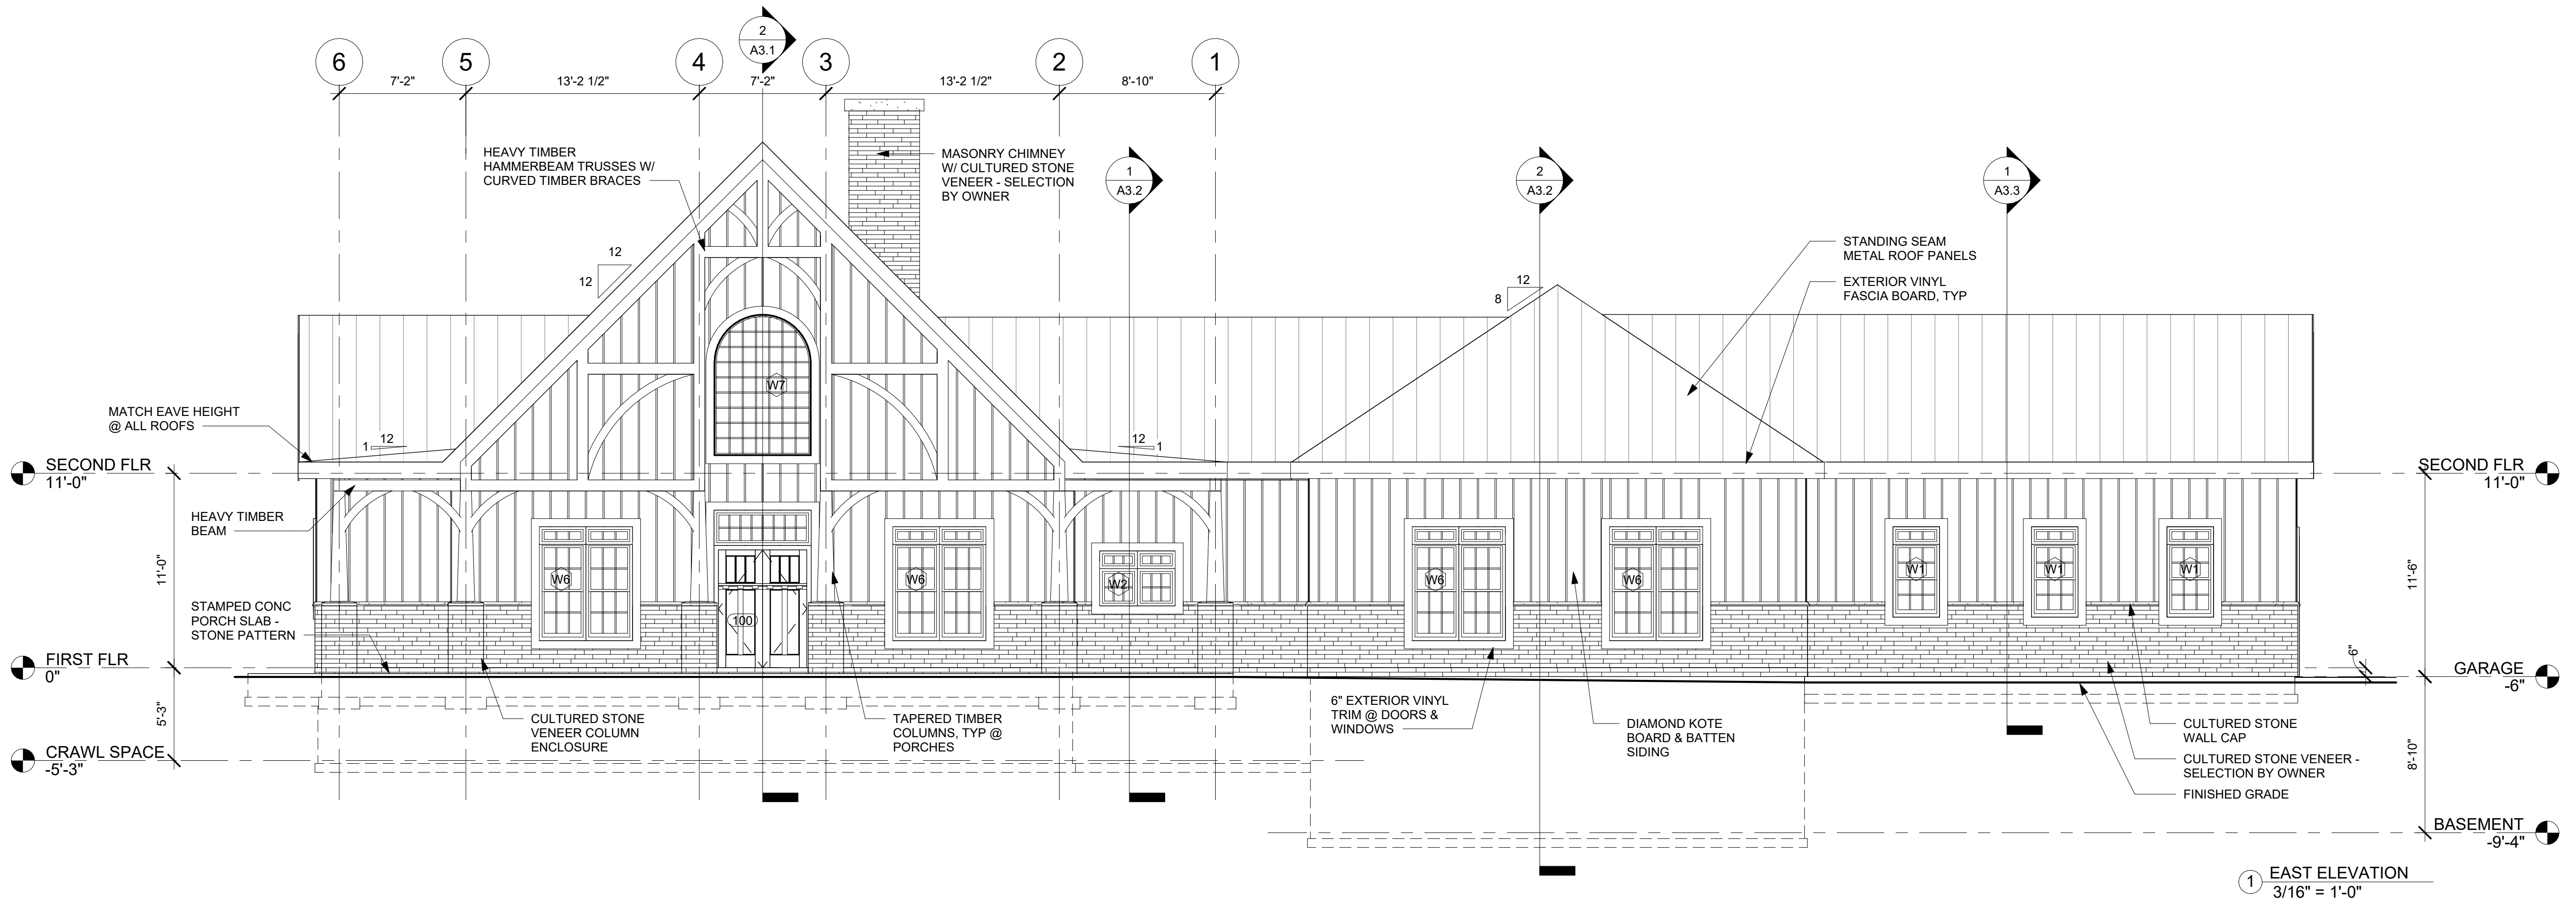 2
A3.1
6
5
4
3
2
1
7'-2"
13'-2 1/2"
7'-2"
13'-2 1/2"
8'-10"
HEAVY TIMBER
HAMMERBEAM TRUSSES W/
CURVED TIMBER BRACES
MASONRY CHIMNEY
W/ CULTURED STONE
VENEER - SELECTION
BY OWNER
1
A3.2
2
A3.2
1
A3.3
STANDING SEAM
METAL ROOF PANELS
EXTERIOR VINYL
FASCIA BOARD, TYP
12
12
12
8
W7
MATCH EAVE HEIGHT
@ ALL ROOFS
12
1
12
1
SECOND FLR
11'-0"
SECOND FLR
11'-0"
HEAVY TIMBER
BEAM
11'-0"
11'-6"
W6
W6
W2
W6
W6
W1
W1
W1
STAMPED CONC
PORCH SLAB -
STONE PATTERN
100
FIRST FLR
0"
6"
GARAGE
-6"
5'-3"
CULTURED STONE
VENEER COLUMN
ENCLOSURE
TAPERED TIMBER
COLUMNS, TYP @
PORCHES
6" EXTERIOR VINYL
TRIM @ DOORS &
WINDOWS
DIAMOND KOTE
BOARD & BATTEN
SIDING
CULTURED STONE
WALL CAP
CULTURED STONE VENEER -
SELECTION BY OWNER
FINISHED GRADE
CRAWL SPACE
-5'-3"
8'-10"
BASEMENT
-9'-4"
1
EAST ELEVATION
3/16" = 1'-0"